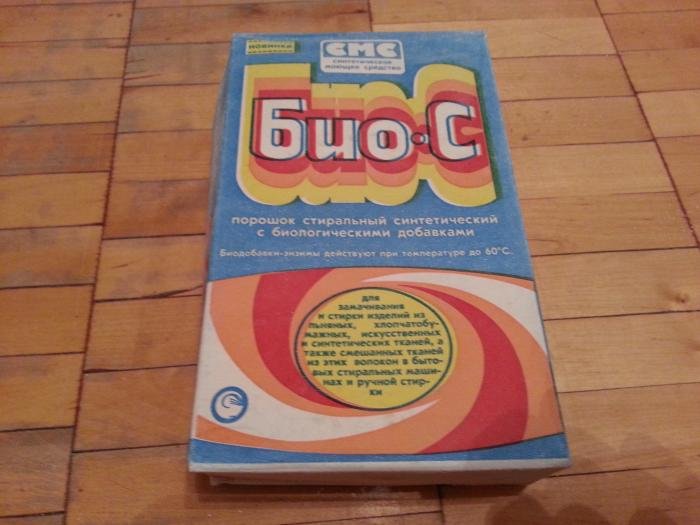 НОВИНКА
СМС
синтетическое
моющее средство
Био-С
порошок стиральный синтетический
с биологическими добавками
Биодобавки-энзимы действуют при температуре до 60°С.
для
замачивания
и стирки изделий из
льняных, хлопчатобу-
мажных, искусственных
и синтетических тканей, а
также смешанных тканей
из этих волокон в быто-
вых стиральных маши-
нах и ручной стир-
ки